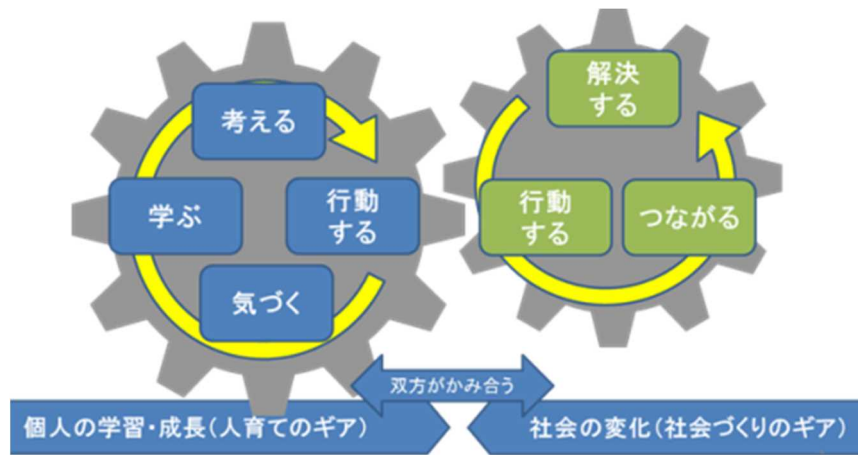 考える
学ぶ
行動
する
気づく
解決
する
行動
する
つながる
双方がかみ合う
個人の学習・成長(人育てのギア)
社会の変化(社会づくりのギア)